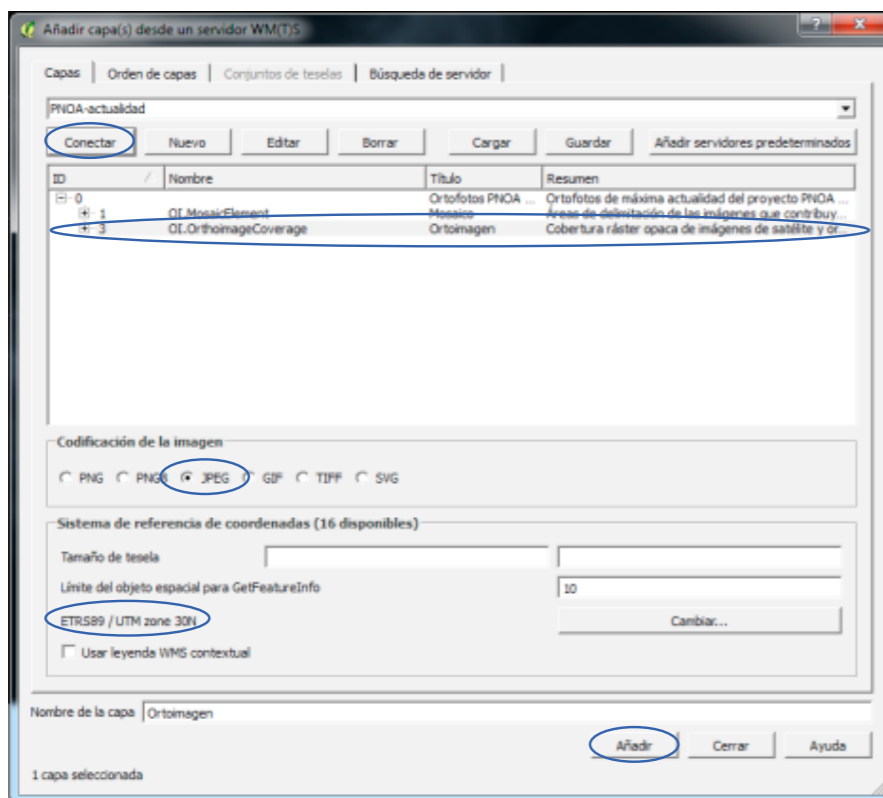 Añadir capa(s) desde un servidor WM(T)S
Capas Orden de capas Conjuntos de teselas Búsqueda de servidor
PNOA-actualidad
Conectar Nuevo Editar Borrar Cargar Guardar Añadir servidores predeterminados
ID Nombre Título Resumen
0 Ortofotos PNOA ... Ortofotos de máxima actualidad del proyecto PNOA ...
1 OI.MosaicElement Mosaico Áreas de delimitación de las imágenes que contribuy...
3 OI.OrthoimageCoverage Ortoimagen Cobertura ráster opaca de imágenes de satélite y or...
Codificación de la imagen
PNG PNG8 JPEG GIF TIFF SVG
Sistema de referencia de coordenadas (16 disponibles)
Tamaño de tesela
Límite del objeto espacial para GetFeatureInfo 10
ETRS89 / UTM zone 30N Cambiar...
Usar leyenda WMS contextual
Nombre de la capa Ortoimagen
Añadir Cerrar Ayuda
1 capa seleccionada